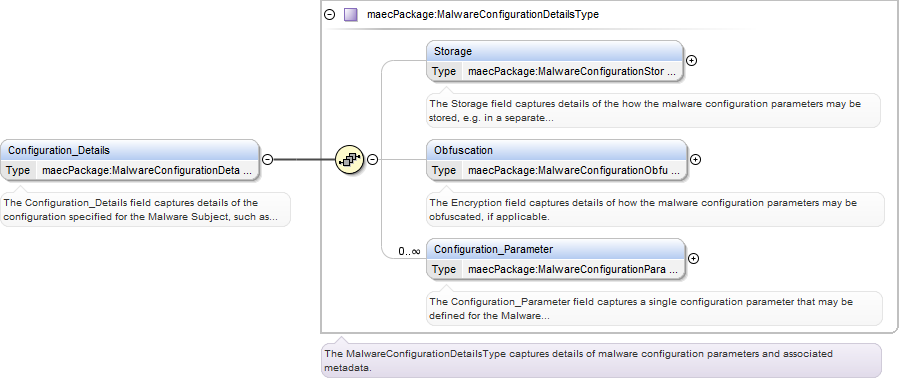 maecPackage:MalwareConfigurationDetailsType
Storage
Type maecPackage:MalwareConfigurationStor ...
The Storage field captures details of the how the malware configuration parameters may be
stored, e.g. in a separate...
Configuration_Details
Type maecPackage:MalwareConfigurationDeta ...
The Configuration_Details field captures details of the
configuration specified for the Malware Subject, such as...
Obfuscation
Type maecPackage:MalwareConfigurationObfu ...
The Encryption field captures details of how the malware configuration parameters may be
obfuscated, if applicable.
0..∞
Configuration_Parameter
Type maecPackage:MalwareConfigurationPara ...
The Configuration_Parameter field captures a single configuration parameter that may be
defined for the Malware...
The MalwareConfigurationDetailsType captures details of malware configuration parameters and associated
metadata.